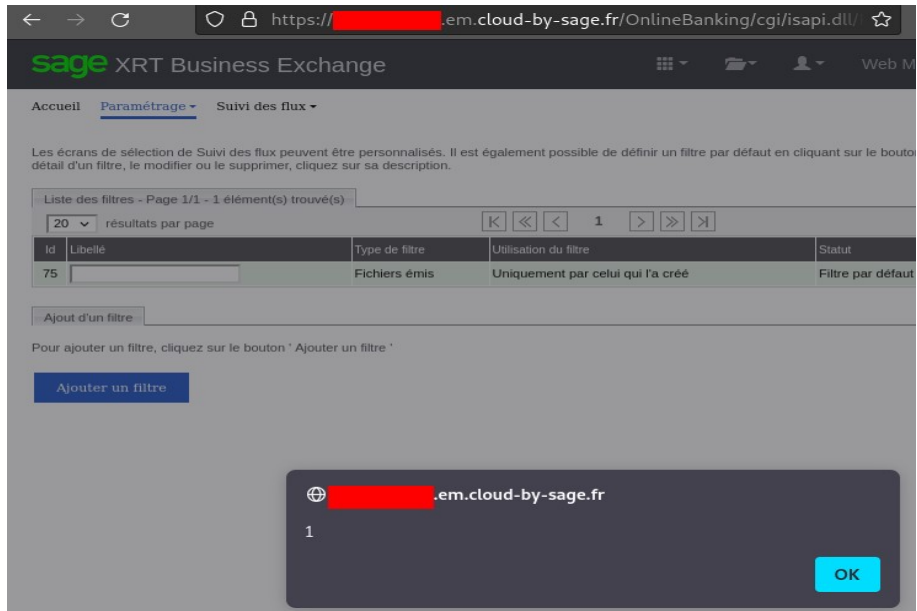 https:// .em.cloud-by-sage.fr/OnlineBanking/cgi/isapi.dll/
sage XRT Business Exchange Web M
Accueil Paramétrage Suivi des flux
Les écrans de sélection de Suivi des flux peuvent être personnalisés. Il est également possible de définir un filtre par défaut en cliquant sur le bouto
détail d'un filtre, le modifier ou le supprimer, cliquez sur sa description.
Liste des filtres - Page 1/1 - 1 élément(s) trouvé(s)
20 résultats par page 1
Id Libellé Type de filtre Utilisation du filtre Statut
75 Fichiers émis Uniquement par celui qui l'a créé Filtre par défaut
Ajout d'un filtre
Pour ajouter un filtre, cliquez sur le bouton ' Ajouter un filtre '
Ajouter un filtre
.em.cloud-by-sage.fr
1
OK